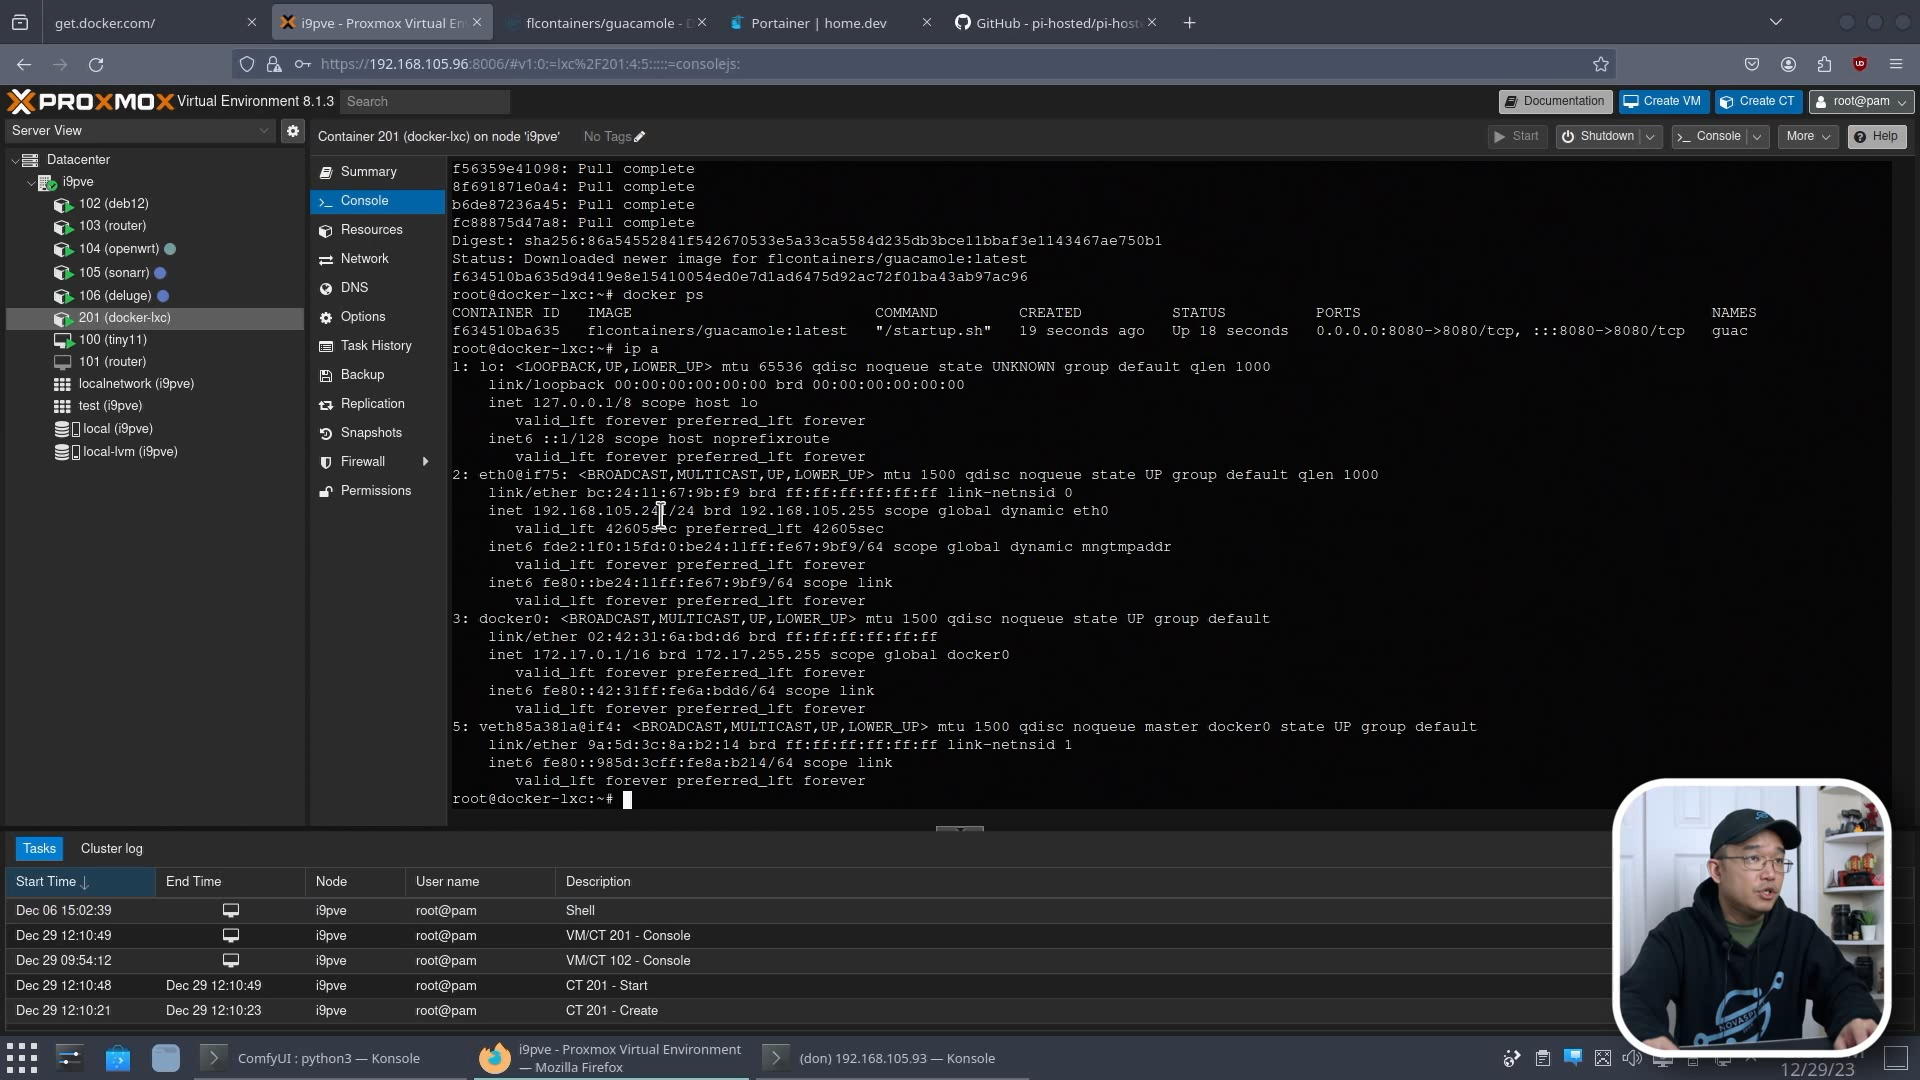 get.docker.com/
i9pve - Proxmox Virtual En
flcontainers/guacamole - D
Portainer | home.dev
GitHub - pi-hosted/pi-host
https://192.168.105.96:8006/#v1:0:=lxc%2F201:4:5:::::=consolejs:
PROXMOX Virtual Environment 8.1.3 Search
Documentation Create VM Create CT root@pam
Server View
Container 201 (docker-lxc) on node 'i9pve' No Tags
Start Shutdown Console More Help
Datacenter
i9pve
102 (deb12)
103 (router)
104 (openwrt)
105 (sonarr)
106 (deluge)
201 (docker-lxc)
100 (tiny11)
101 (router)
localnetwork (i9pve)
test (i9pve)
local (i9pve)
local-lvm (i9pve)
Summary
Console
Resources
Network
DNS
Options
Task History
Backup
Replication
Snapshots
Firewall
Permissions
f56359e41098: Pull complete
8f691871e0a4: Pull complete
b6de87236a45: Pull complete
fc88875d47a8: Pull complete
Digest: sha256:86a54552841f542670533e5a33ca5584d235db3bce11bbaf3e1143467ae750b1
Status: Downloaded newer image for flcontainers/guacamole:latest
f634510ba635d9d419e8e15410054ed0e7d1ad6475d92ac72f01ba43ab97ac96
root@docker-lxc:~# docker ps
CONTAINER ID IMAGE COMMAND CREATED STATUS PORTS NAMES
f634510ba635 flcontainers/guacamole:latest "/startup.sh" 19 seconds ago Up 18 seconds 0.0.0.0:8080->8080/tcp, :::8080->8080/tcp guac
root@docker-lxc:~# ip a
1: lo: <LOOPBACK,UP,LOWER_UP> mtu 65536 qdisc noqueue state UNKNOWN group default qlen 1000
link/loopback 00:00:00:00:00:00 brd 00:00:00:00:00:00
inet 127.0.0.1/8 scope host lo
valid_lft forever preferred_lft forever
inet6 ::1/128 scope host noprefixroute
valid_lft forever preferred_lft forever
2: eth0@if75: <BROADCAST,MULTICAST,UP,LOWER_UP> mtu 1500 qdisc noqueue state UP group default qlen 1000
link/ether bc:24:11:67:9b:f9 brd ff:ff:ff:ff:ff:ff link-netnsid 0
inet brd 192.168.105.255 scope global dynamic eth0
valid_lft 42605sec preferred_lft 42605sec
inet6 fde2:1f0:15fd:0:be24:11ff:fe67:9bf9/64 scope global dynamic mngtmpaddr
valid_lft forever preferred_lft forever
inet6 fe80::be24:11ff:fe67:9bf9/64 scope link
valid_lft forever preferred_lft forever
3: docker0: <BROADCAST,MULTICAST,UP,LOWER_UP> mtu 1500 qdisc noqueue state UP group default
link/ether 02:42:31:6a:bd:d6 brd ff:ff:ff:ff:ff:ff
inet 172.17.0.1/16 brd 172.17.255.255 scope global docker0
valid_lft forever preferred_lft forever
inet6 fe80::42:31ff:fe6a:bdd6/64 scope link
valid_lft forever preferred_lft forever
5: veth85a381a@if4: <BROADCAST,MULTICAST,UP,LOWER_UP> mtu 1500 qdisc noqueue master docker0 state UP group default
link/ether 9a:5d:3c:8a:b2:14 brd ff:ff:ff:ff:ff:ff link-netnsid 1
inet6 fe80::985d:3cff:fe8a:b214/64 scope link
valid_lft forever preferred_lft forever
root@docker-lxc:~#
Tasks Cluster log
Start Time End Time Node User name Description
Dec 06 15:02:39 i9pve root@pam Shell
Dec 29 12:10:49 i9pve root@pam VM/CT 201 - Console
Dec 29 09:54:12 i9pve root@pam VM/CT 102 - Console
Dec 29 12:10:48 Dec 29 12:10:49 i9pve root@pam CT 201 - Start
Dec 29 12:10:21 Dec 29 12:10:23 i9pve root@pam CT 201 - Create
NOVASPI
ComfyUI : python3 — Konsole
i9pve - Proxmox Virtual Environment
— Mozilla Firefox
(don) 192.168.105.93 — Konsole
12/29/23